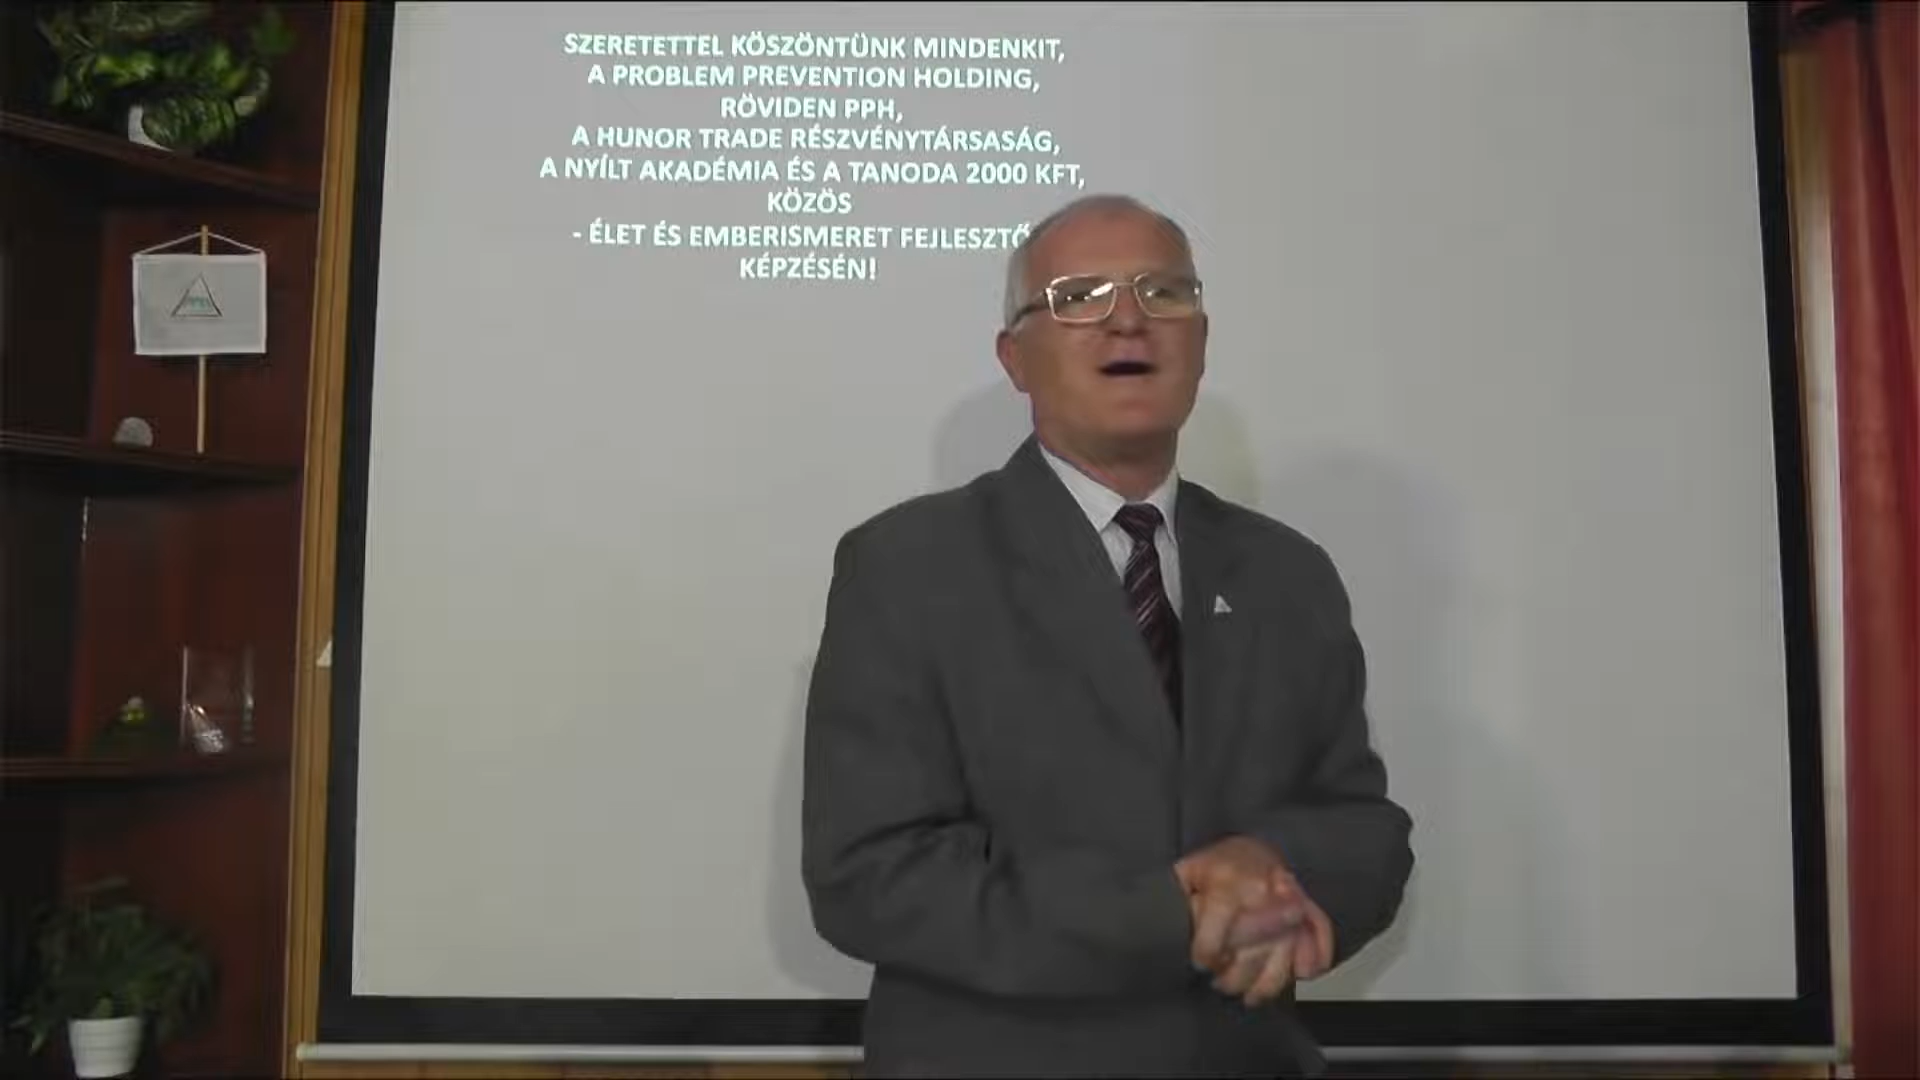 SZERETETTEL KÖSZÖNTÜNK MINDENKIT,
A PROBLEM PREVENTION HOLDING,
RÖVIDEN PPH,
A HUNOR TRADE RÉSZVÉNYTÁRSASÁG,
A NYÍLT AKADÉMIA ÉS A TANODA 2000 KFT,
KÖZÖS
- ÉLET ÉS EMBERISMERET FEJLESZTŐ
KÉPZÉSÉN!